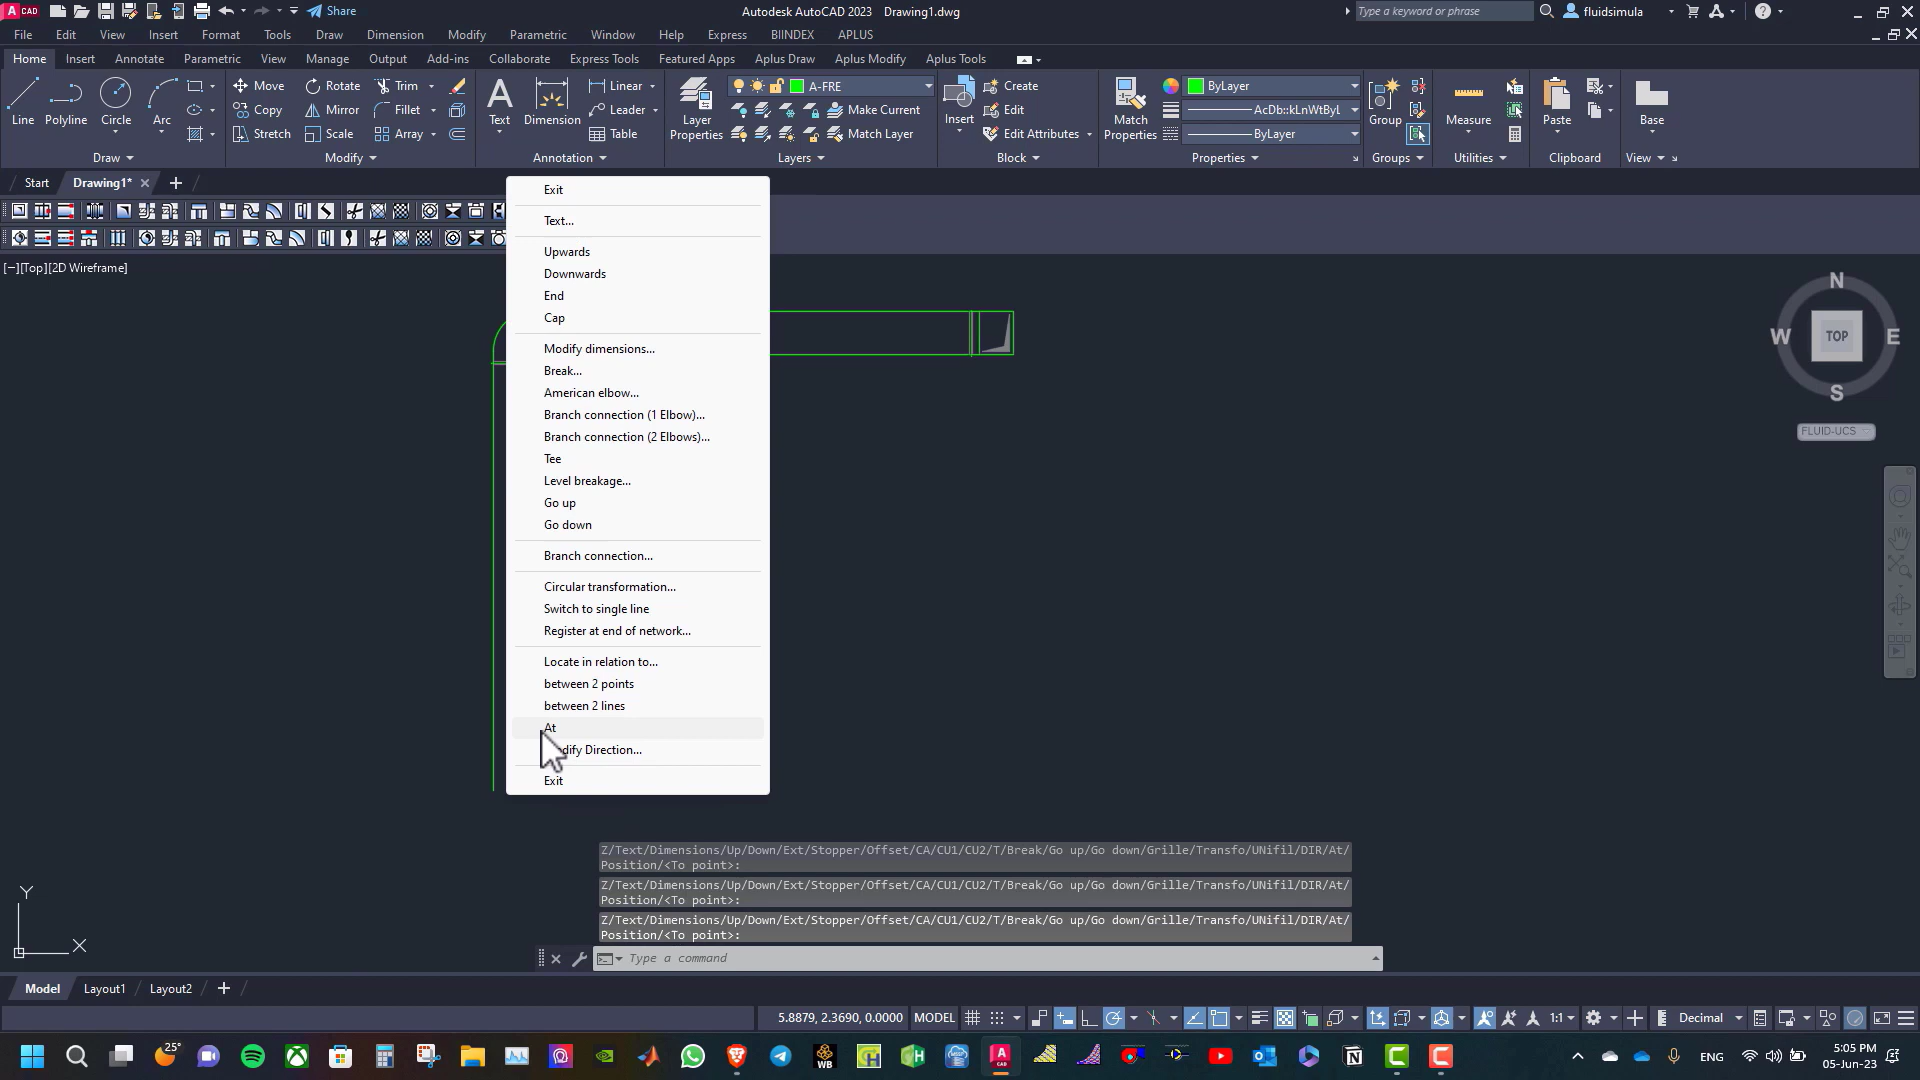 CAD
Share
Autodesk AutoCAD 2023 Drawing1.dwg
Type a keyword or phrase
fluidsimula
File Edit View Insert Format Tools Draw Dimension Modify Parametric Window Help Express BIINDEX APLUS
Home Insert Annotate Parametric View Manage Output Add-ins Collaborate Express Tools Featured Apps Aplus Draw Aplus Modify Aplus Tools
Line Polyline Circle Arc
Move Rotate Trim
Copy Mirror Fillet
Stretch Scale Array
Text Dimension
Linear
Leader
Table
Layer Properties
A-FRE
Make Current
Match Layer
Insert
Create
Edit
Edit Attributes
Match Properties
ByLayer
AcDb::kLnWtByL
ByLayer
Group
Measure
Paste
Base
Draw Modify Annotation Layers Block Properties Groups Utilities Clipboard View
Start Drawing1*
[−][Top][2D Wireframe]
Exit
Text...
Upwards
Downwards
End
Cap
Modify dimensions...
Break...
American elbow...
Branch connection (1 Elbow)...
Branch connection (2 Elbows)...
Tee
Level breakage...
Go up
Go down
Branch connection...
Circular transformation...
Switch to single line
Register at end of network...
Locate in relation to...
between 2 points
between 2 lines
At
dify Direction...
Exit
N
W TOP E
S
FLUID-UCS
Y
X
Z/Text/Dimensions/Up/Down/Ext/Stopper/Offset/CA/CU1/CU2/T/Break/Go up/Go down/Grille/Transfo/UNifil/DIR/At/
Position/<To point>:
Z/Text/Dimensions/Up/Down/Ext/Stopper/Offset/CA/CU1/CU2/T/Break/Go up/Go down/Grille/Transfo/UNifil/DIR/At/
Position/<To point>:
Z/Text/Dimensions/Up/Down/Ext/Stopper/Offset/CA/CU1/CU2/T/Break/Go up/Go down/Grille/Transfo/UNifil/DIR/At/
Position/<To point>:
Type a command
Model Layout1 Layout2
5.8879, 2.3690, 0.0000 MODEL 1:1 Decimal
25°
WB
CAD
ENG
5:05 PM
05-Jun-23